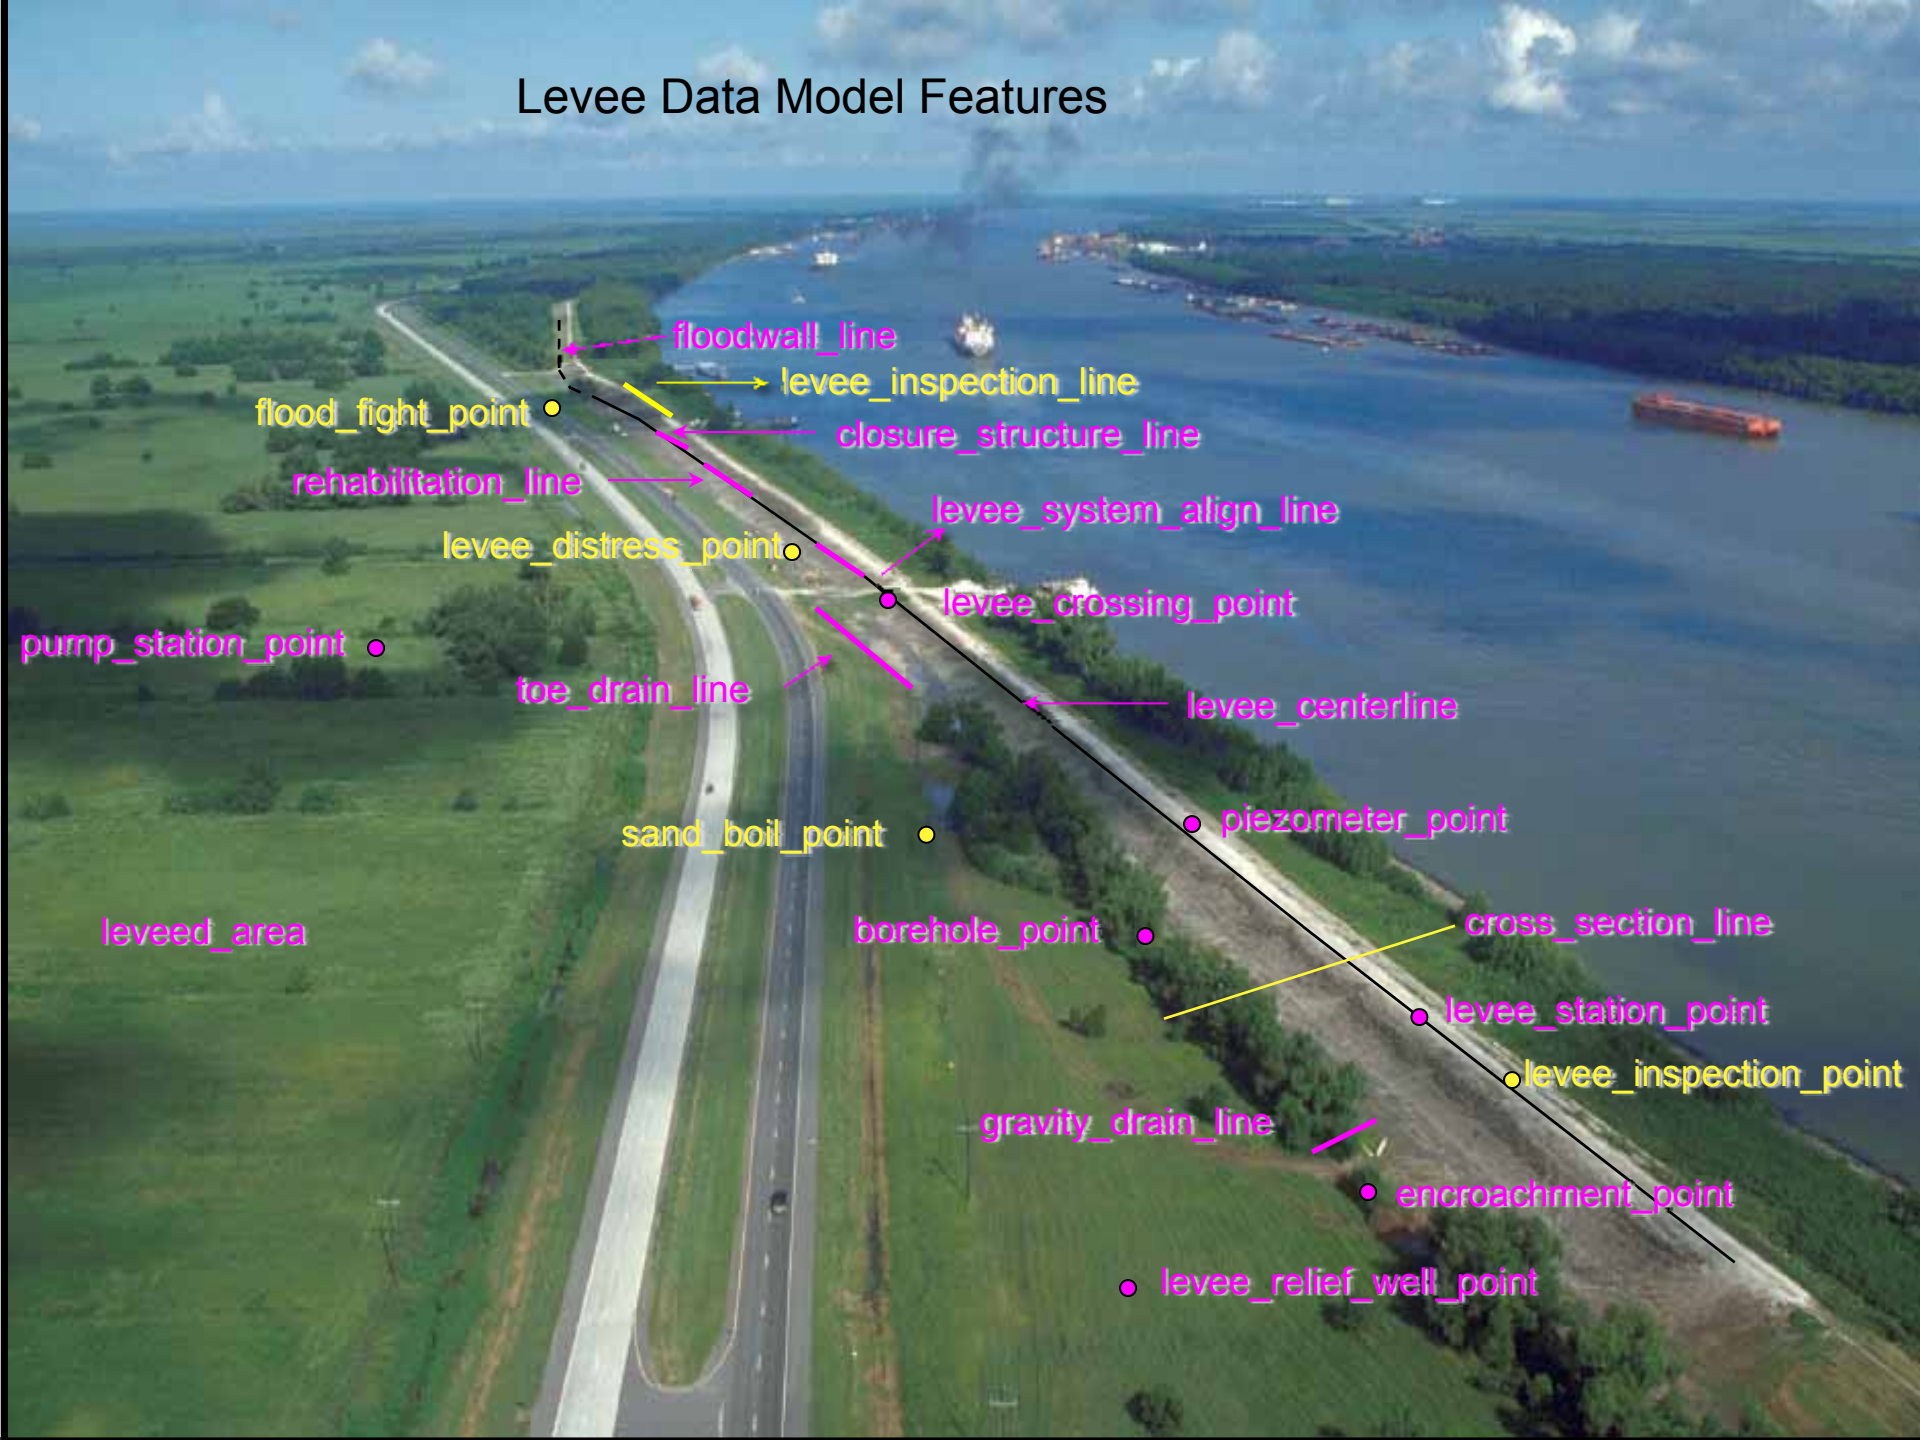 Levee Data Model Features
floodwall_line
levee_inspection_line
flood_fight_point
closure_structure_line
rehabilitation_line
levee_system_align_line
levee_distress_point
levee_crossing_point
pump_station_point
toe_drain_line
levee_centerline
piezometer_point
sand_boil_point
leveed_area
borehole_point
cross_section_line
levee_station_point
levee_inspection_point
gravity_drain_line
encroachment_point
levee_relief_well_point